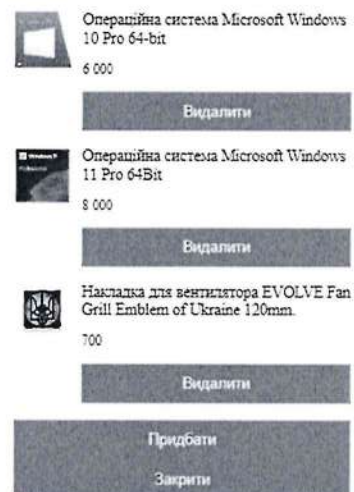 Операційна система Microsoft Windows
10 Pro 64-bit
6 000
Видалити
Операційна система Microsoft Windows
11 Pro 64Bit
8 000
Видалити
Накладка для вентилятора EVOLVE Fan
Grill Emblem of Ukraine 120mm.
700
Видалити
Придбати
Закрити